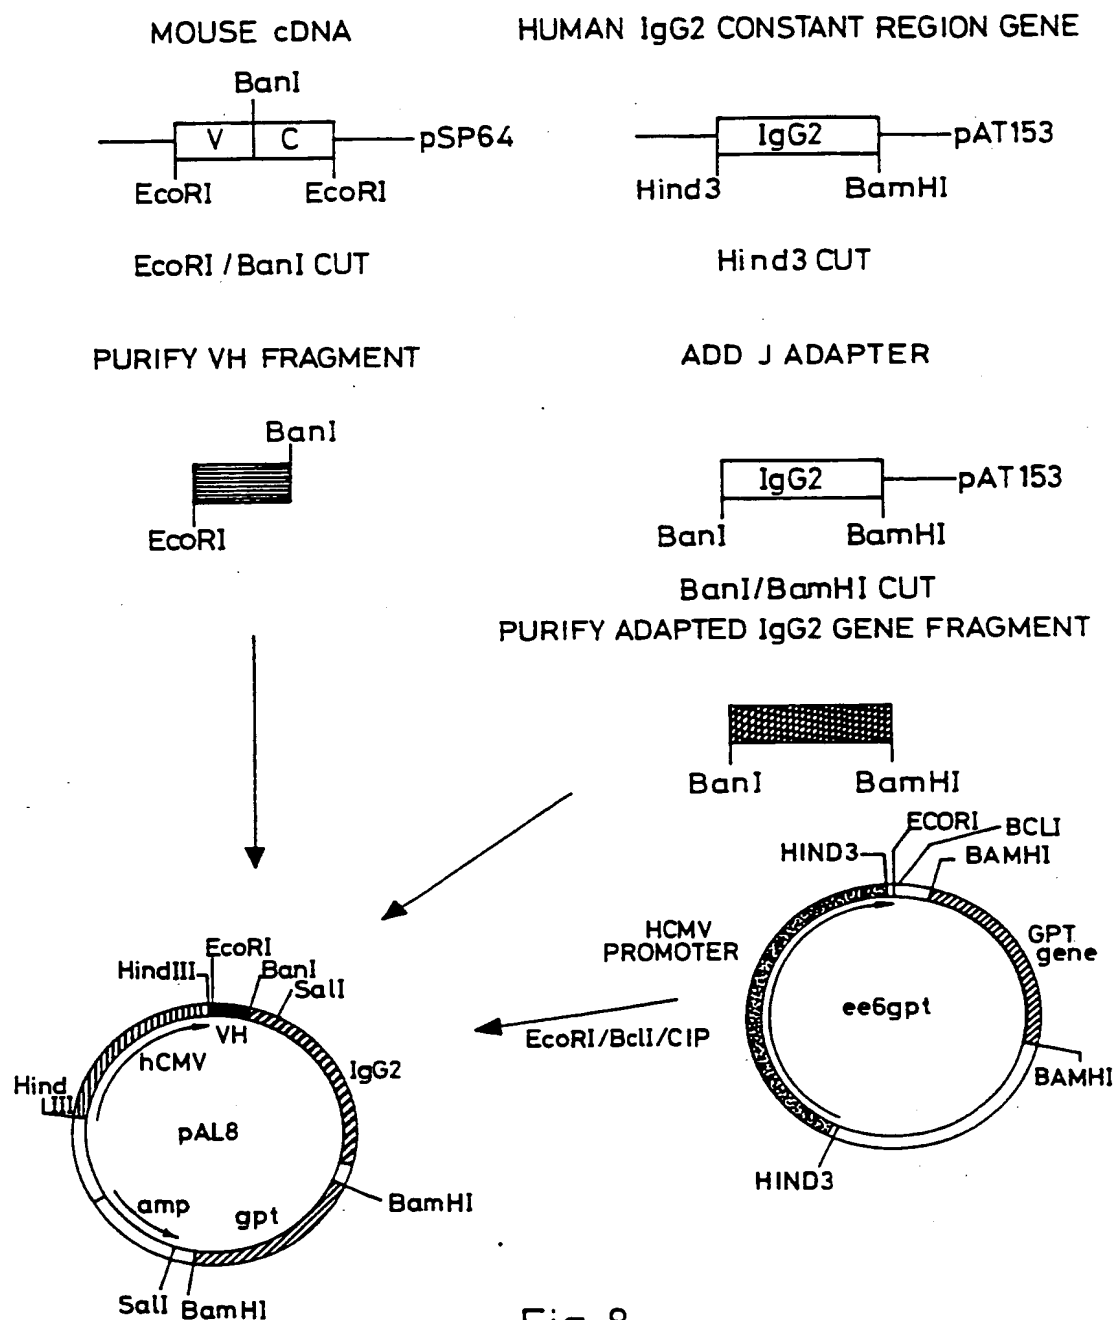 MOUSE cDNA
HUMAN IgG2 CONSTANT REGION GENE
BanI
V
C
pSP64
EcoRI
EcoRI
IgG2
pAT153
Hind3
BamHI
EcoRI/BanI CUT
Hind3 CUT
PURIFY VH FRAGMENT
ADD J ADAPTER
BanI
EcoRI
IgG2
pAT153
BanI
BamHI
BanI/BamHI CUT
PURIFY ADAPTED IgG2 GENE FRAGMENT
BanI
BamHI
ECORI
BCLI
HIND3
BAMHI
HCMV
PROMOTER
GPT
gene
ee6gpt
BAMHI
HIND3
EcoRI/BclI/CIP
EcoRI
HindIII
BanI
SalI
VH
hCMV
IgG2
Hind
III
pAL8
amp
gpt
BamHI
SalI
BamHI
Fig. 8